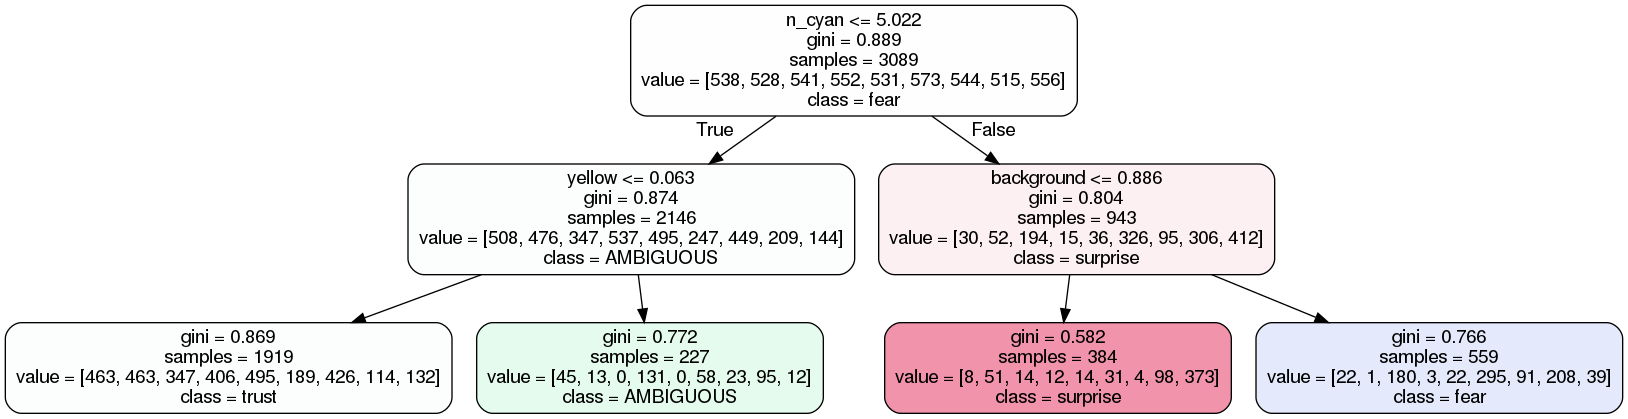 n_cyan <= 5.022
gini = 0.889
samples = 3089
value = [538, 528, 541, 552, 531, 573, 544, 515, 556]
class = fear
True
False
yellow <= 0.063
gini = 0.874
samples = 2146
value = [508, 476, 347, 537, 495, 247, 449, 209, 144]
class = AMBIGUOUS
background <= 0.886
gini = 0.804
samples = 943
value = [30, 52, 194, 15, 36, 326, 95, 306, 412]
class = surprise
gini = 0.869
samples = 1919
value = [463, 463, 347, 406, 495, 189, 426, 114, 132]
class = trust
gini = 0.772
samples = 227
value = [45, 13, 0, 131, 0, 58, 23, 95, 12]
class = AMBIGUOUS
gini = 0.582
samples = 384
value = [8, 51, 14, 12, 14, 31, 4, 98, 373]
class = surprise
gini = 0.766
samples = 559
value = [22, 1, 180, 3, 22, 295, 91, 208, 39]
class = fear